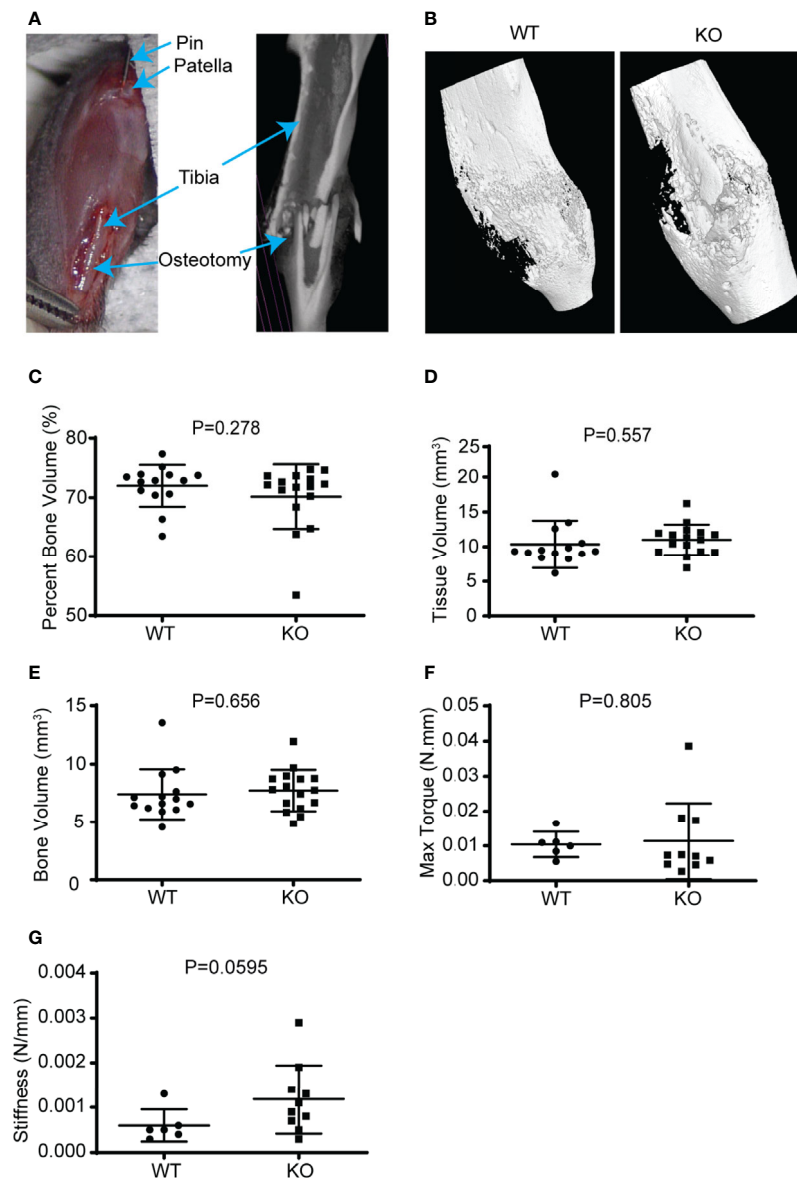 A
Pin
Patella
Tibia
Osteotomy
B
WT KO
C
P=0.278
Percent Bone Volume (%)
80
70
60
50
WT KO
D
P=0.557
Tissue Volume (mm³)
25
20
15
10
5
0
WT KO
E
P=0.656
Bone Volume (mm³)
15
10
5
0
WT KO
F
P=0.805
Max Torque (N.mm)
0.05
0.04
0.03
0.02
0.01
0.00
WT KO
G
P=0.0595
Stiffness (N/mm)
0.004
0.003
0.002
0.001
0.000
WT KO